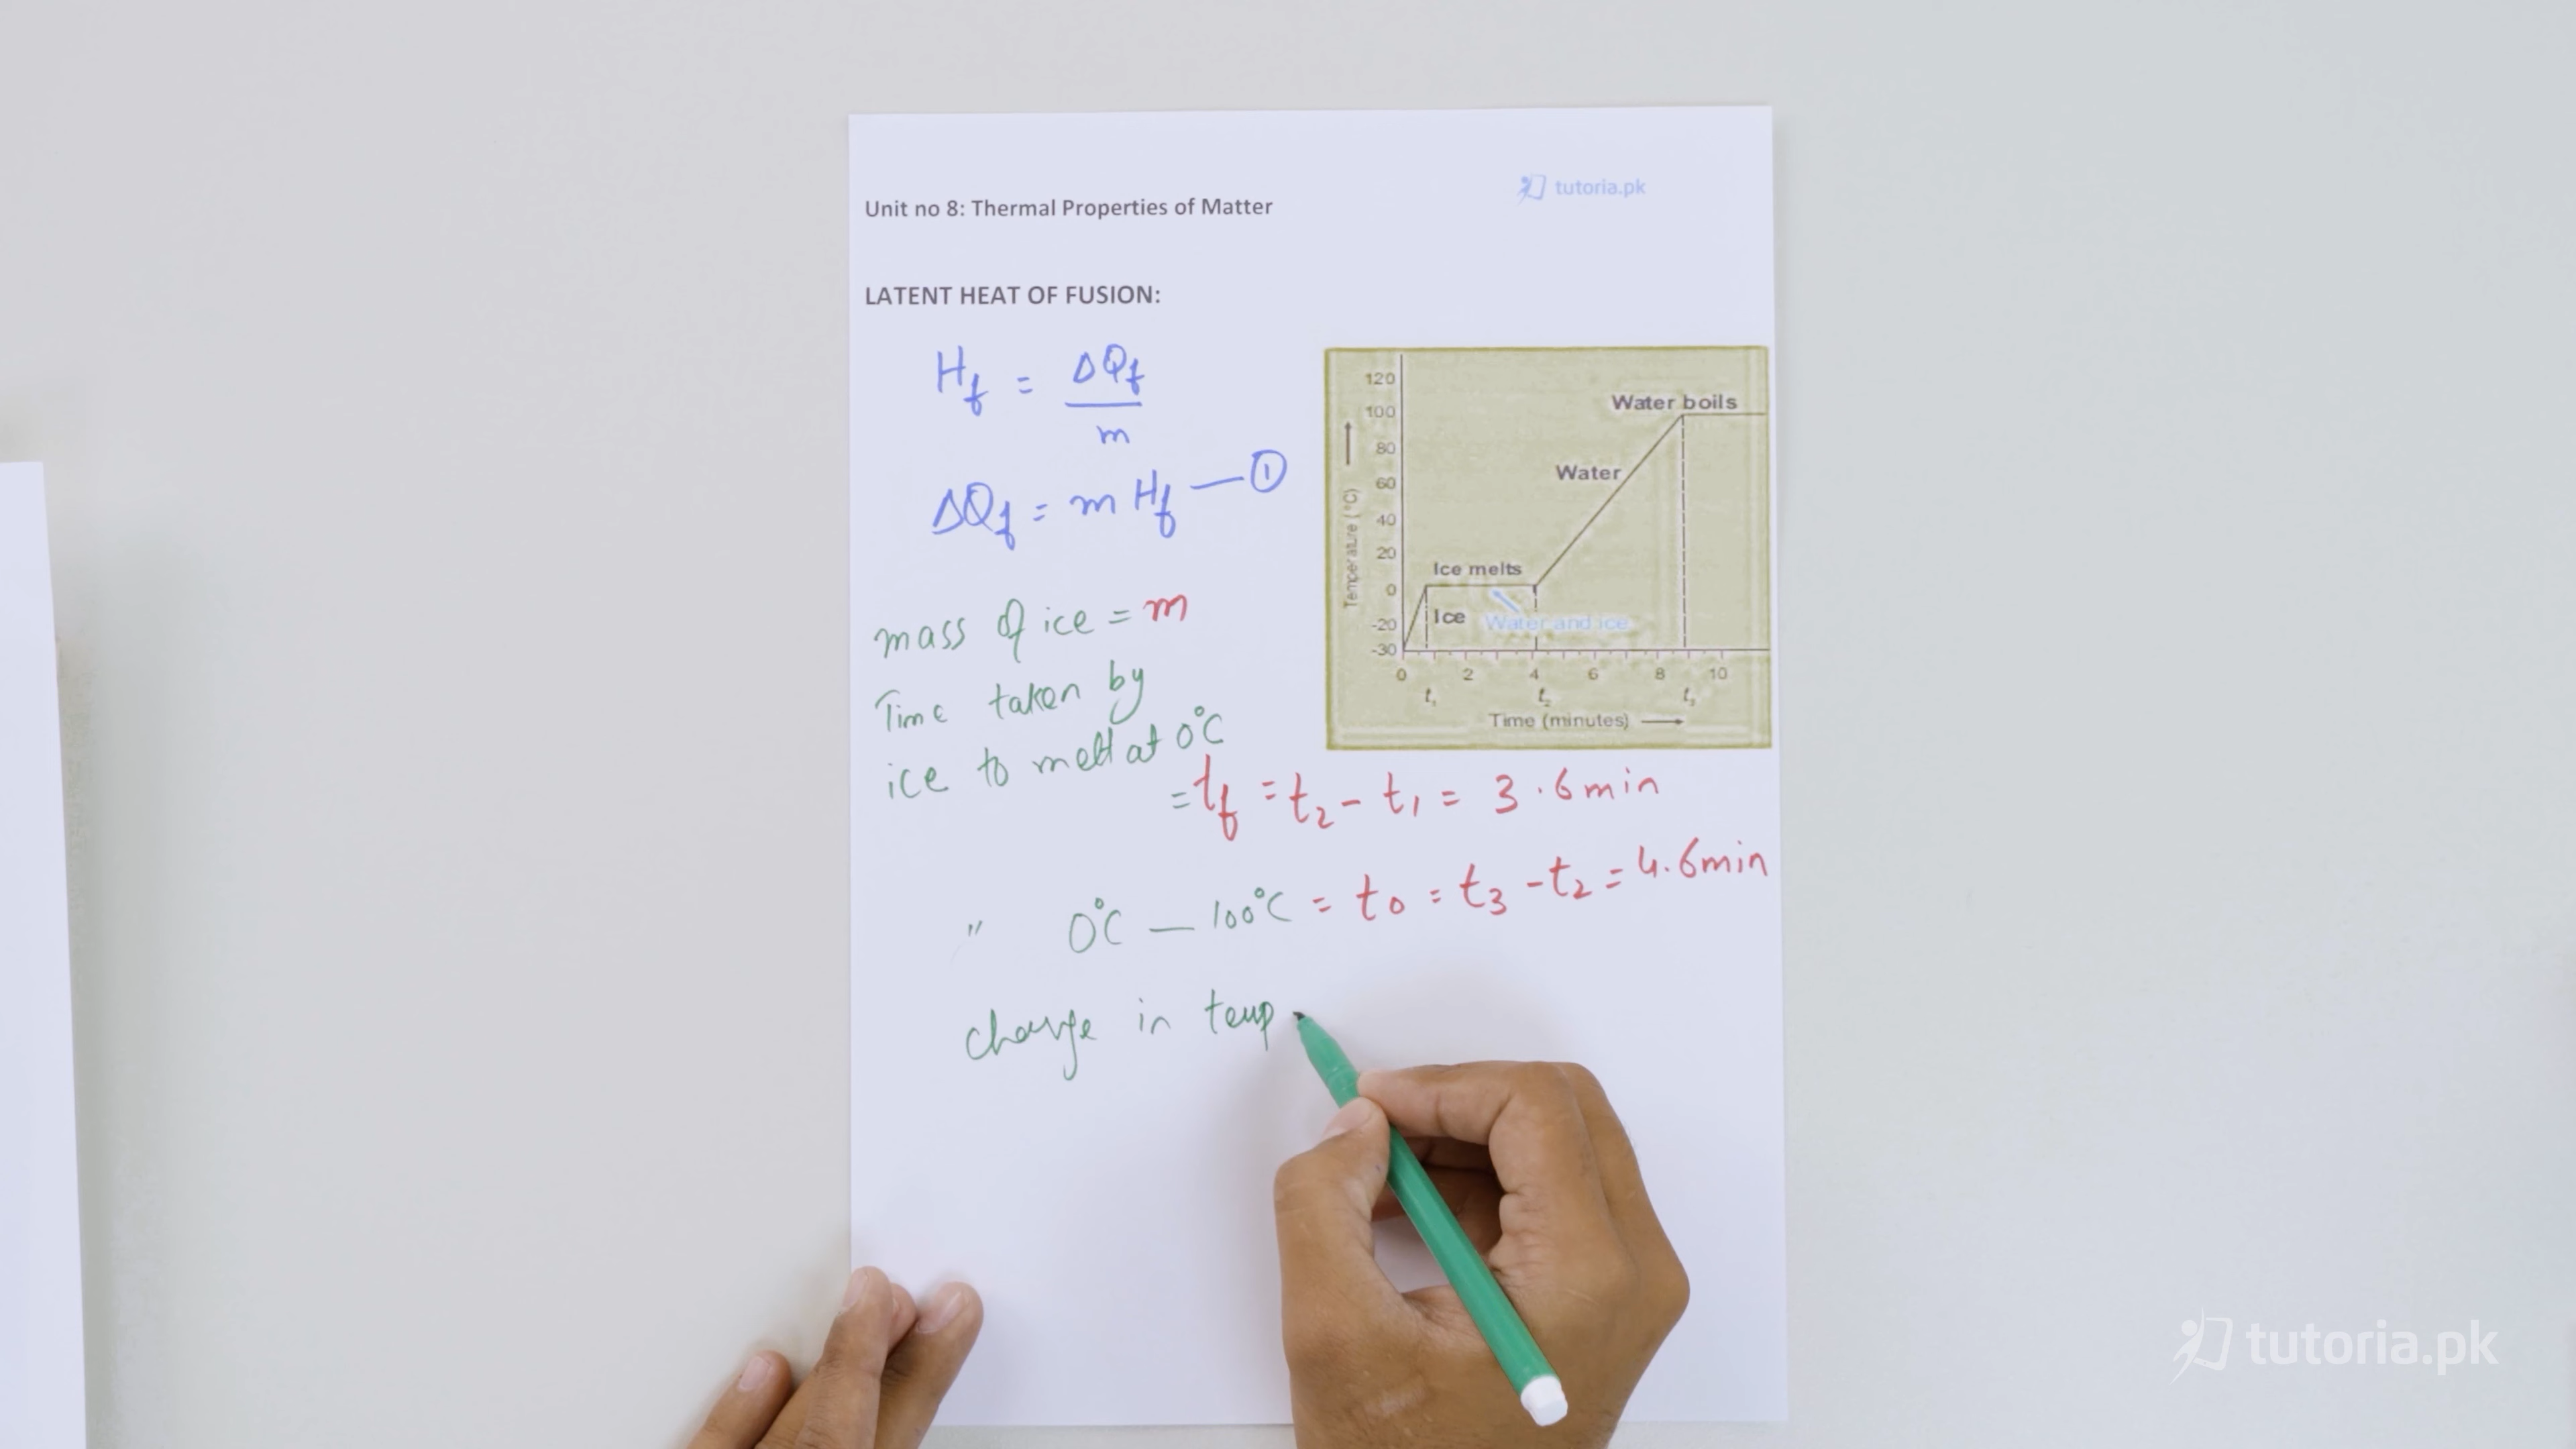 tutoria.pk
Unit no 8: Thermal Properties of Matter
LATENT HEAT OF FUSION:
Hf = ΔQf / m
ΔQf = m Hf — ①
mass of ice = m
Time taken by
ice to melt at 0°C
= tf = t2 - t1 = 3.6 min
" 0°C — 100°C = to = t3 - t2 = 4.6 min
change in temp
120
100
80
60
40
20
0
-20
-30
Temperature (°C)
Water boils
Water
Ice melts
Ice
Water and ice
0 2 4 6 8 10
t1 t2 t3
Time (minutes)
tutoria.pk